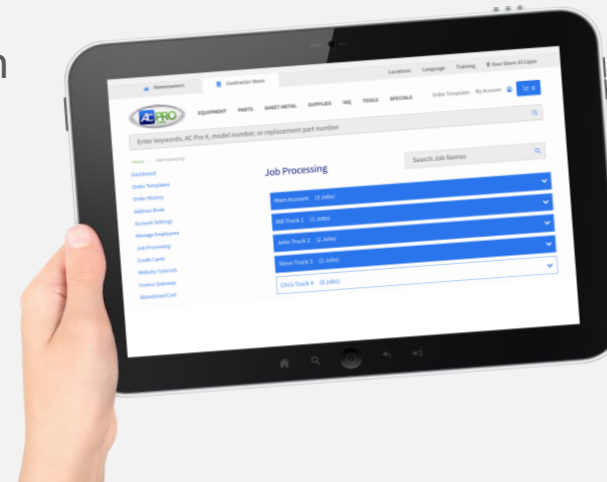 n
Homeowners Contractor Store
Locations Language Training Your Store: El Cajon
AC PRO
EQUIPMENT PARTS SHEET METAL SUPPLIES IAQ TOOLS SPECIALS
Order Templates My Account 0
Enter keywords, AC Pro #, model number, or replacement part number
Home / Job Processing
Dashboard
Order Templates
Order History
Address Book
Account Settings
Manage Employees
Job Processing
Credit Cards
Website Tutorials
Invoice Gateway
Abandoned Cart
Job Processing
Search Job Names
Main Account (3 Jobs)
Bill Truck 1 (1 Jobs)
John Truck 2 (2 Jobs)
Steve Truck 3 (2 Jobs)
Chris Truck 4 (0 Jobs)